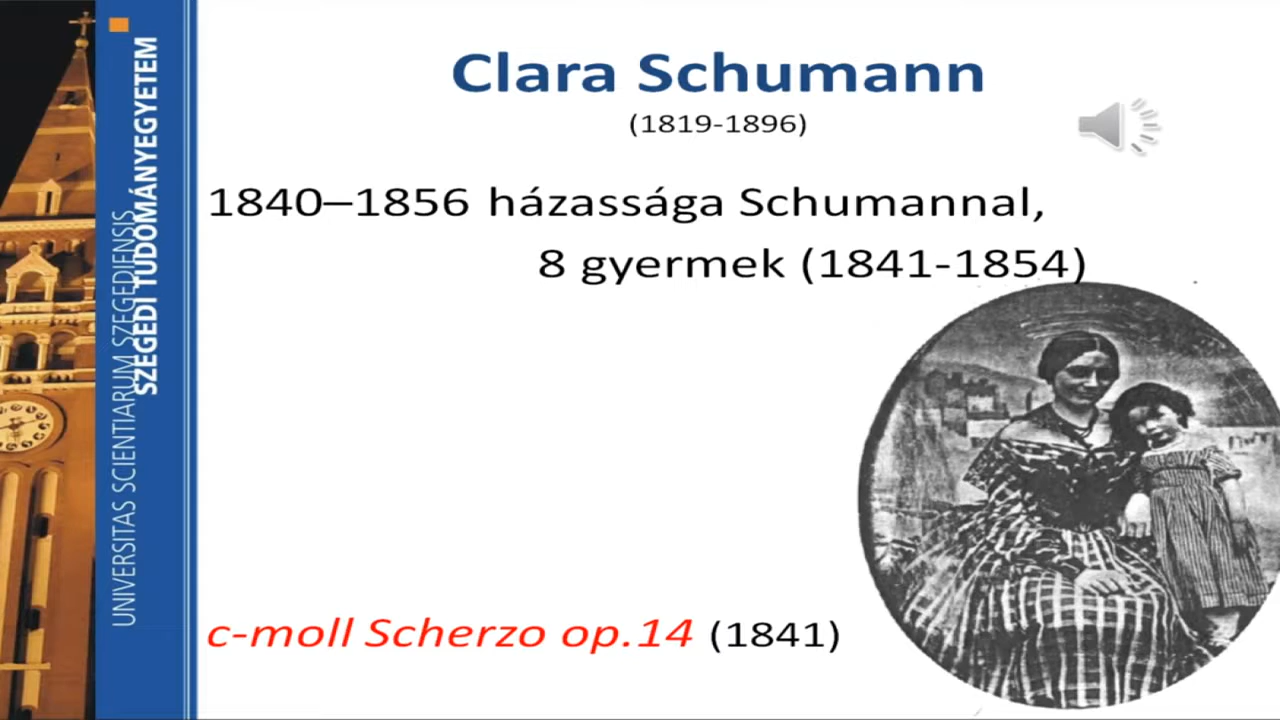 UNIVERSITAS SCIENTIARUM SZEGEDIENSIS
SZEGEDI TUDOMÁNYEGYETEM
Clara Schumann
(1819-1896)
1840–1856 házassága Schumannal,
8 gyermek (1841-1854)
c-moll Scherzo op.14 (1841)